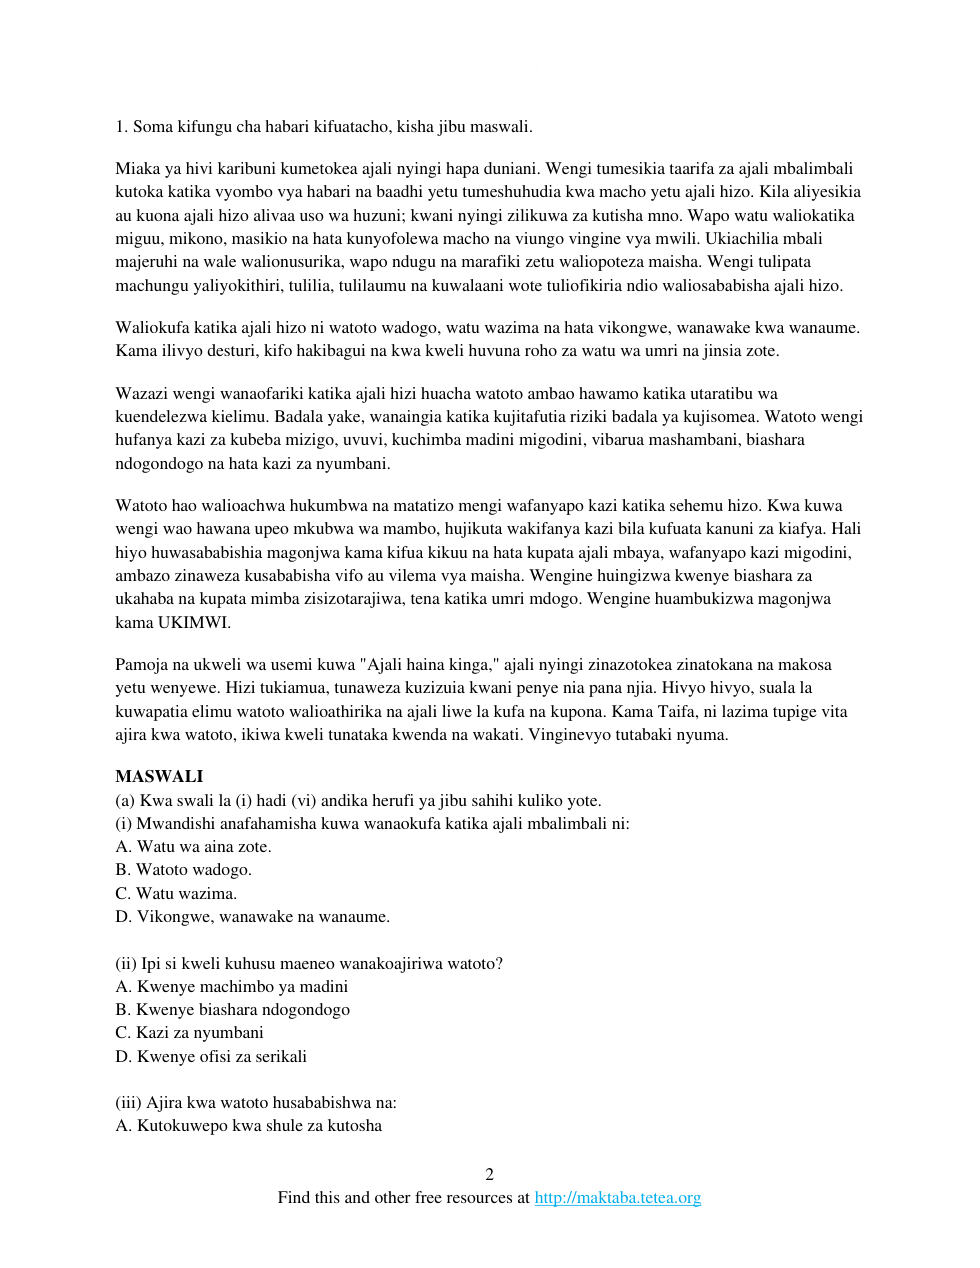 1. Soma kifungu cha habari kifuatacho, kisha jibu maswali.
Miaka ya hivi karibuni kumetokea ajali nyingi hapa duniani. Wengi tumesikia taarifa za ajali mbalimbali
kutoka katika vyombo vya habari na baadhi yetu tumeshuhudia kwa macho yetu ajali hizo. Kila aliyesikia
au kuona ajali hizo alivaa uso wa huzuni; kwani nyingi zilikuwa za kutisha mno. Wapo watu waliokatika
miguu, mikono, masikio na hata kunyofolewa macho na viungo vingine vya mwili. Ukiachilia mbali
majeruhi na wale walionusurika, wapo ndugu na marafiki zetu waliopoteza maisha. Wengi tulipata
machungu yaliyokithiri, tulilia, tulilaumu na kuwalaani wote tuliofikiria ndio waliosababisha ajali hizo.
Waliokufa katika ajali hizo ni watoto wadogo, watu wazima na hata vikongwe, wanawake kwa wanaume.
Kama ilivyo desturi, kifo hakibagui na kwa kweli huvuna roho za watu wa umri na jinsia zote.
Wazazi wengi wanaofariki katika ajali hizi huacha watoto ambao hawamo katika utaratibu wa
kuendelezwa kielimu. Badala yake, wanaingia katika kujitafutia riziki badala ya kujisomea. Watoto wengi
hufanya kazi za kubeba mizigo, uvuvi, kuchimba madini migodini, vibarua mashambani, biashara
ndogondogo na hata kazi za nyumbani.
Watoto hao walioachwa hukumbwa na matatizo mengi wafanyapo kazi katika sehemu hizo. Kwa kuwa
wengi wao hawana upeo mkubwa wa mambo, hujikuta wakifanya kazi bila kufuata kanuni za kiafya. Hali
hiyo huwasababishia magonjwa kama kifua kikuu na hata kupata ajali mbaya, wafanyapo kazi migodini,
ambazo zinaweza kusababisha vifo au vilema vya maisha. Wengine huingizwa kwenye biashara za
ukahaba na kupata mimba zisizotarajiwa, tena katika umri mdogo. Wengine huambukizwa magonjwa
kama UKIMWI.
Pamoja na ukweli wa usemi kuwa "Ajali haina kinga," ajali nyingi zinazotokea zinatokana na makosa
yetu wenyewe. Hizi tukiamua, tunaweza kuzizuia kwani penye nia pana njia. Hivyo hivyo, suala la
kuwapatia elimu watoto walioathirika na ajali liwe la kufa na kupona. Kama Taifa, ni lazima tupige vita
ajira kwa watoto, ikiwa kweli tunataka kwenda na wakati. Vinginevyo tutabaki nyuma.
MASWALI
(a) Kwa swali la (i) hadi (vi) andika herufi ya jibu sahihi kuliko yote.
(i) Mwandishi anafahamisha kuwa wanaokufa katika ajali mbalimbali ni:
A. Watu wa aina zote.
B. Watoto wadogo.
C. Watu wazima.
D. Vikongwe, wanawake na wanaume.
(ii) Ipi si kweli kuhusu maeneo wanakoajiriwa watoto?
A. Kwenye machimbo ya madini
B. Kwenye biashara ndogondogo
C. Kazi za nyumbani
D. Kwenye ofisi za serikali
(iii) Ajira kwa watoto husababishwa na:
A. Kutokuwepo kwa shule za kutosha
2
Find this and other free resources at http://maktaba.tetea.org